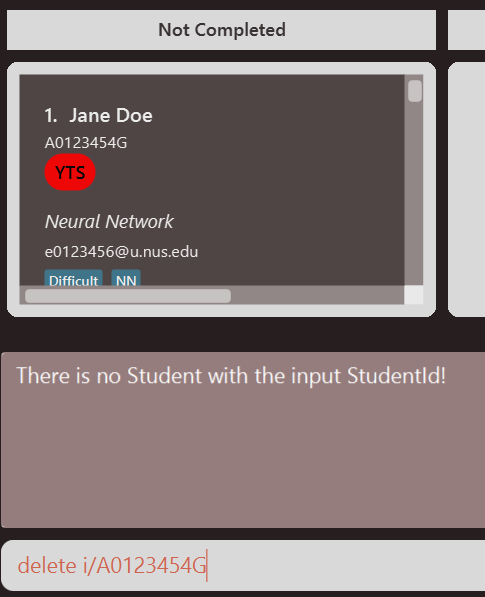 Not Completed
1. Jane Doe
A0123454G
YTS
Neural Network
e0123456@u.nus.edu
Difficult NN
There is no Student with the input StudentId!
delete i/A0123454G